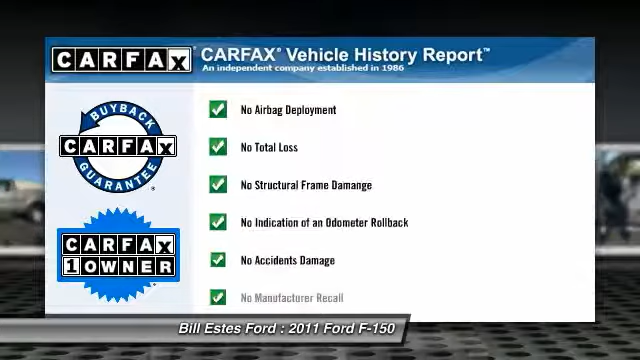 CARFAX
CARFAX® Vehicle History Report™
An independent company established in 1986
BUYBACK
CARFAX
GUARANTEE
CARFAX
1 OWNER
No Airbag Deployment
No Total Loss
No Structural Frame Damange
No Indication of an Odometer Rollback
No Accidents Damage
No Manufacturer Recall
Bill Estes Ford : 2011 Ford F-150